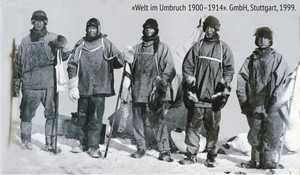 «Welt im Umbruch 1900–1914». GmbH, Stuttgart, 1999.